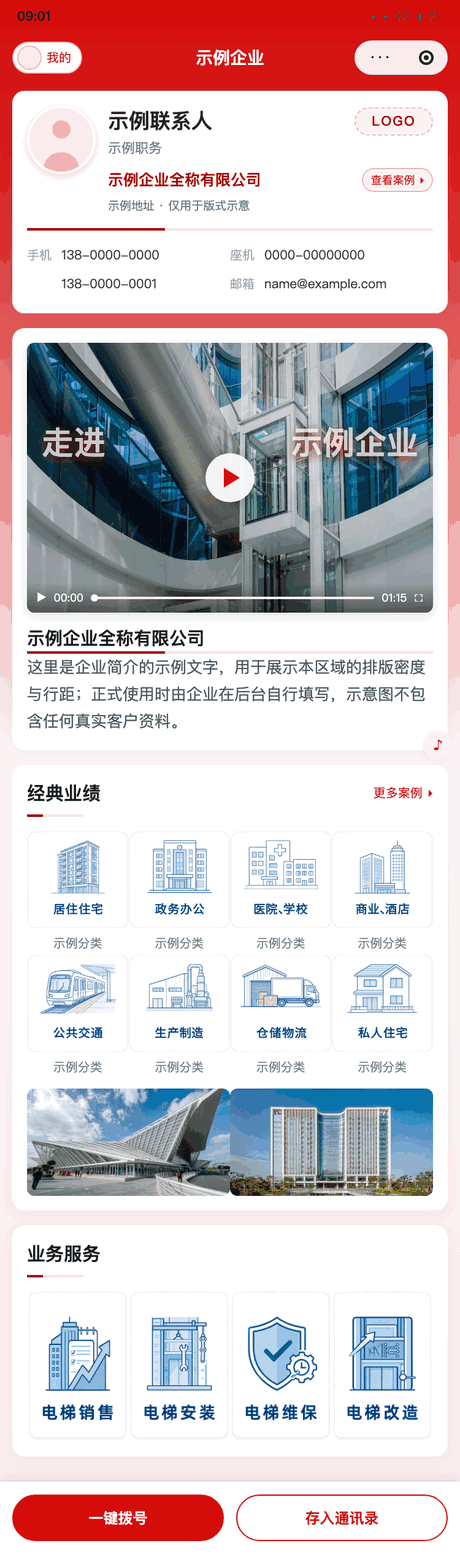 09:01
我的
示例企业
示例联系人
LOGO
示例职务
示例企业全称有限公司
查看案例
示例地址 · 仅用于版式示意
手机 138-0000-0000
座机 0000-00000000
138-0000-0001
邮箱 name@example.com
走进
示例企业
00:00
01:15
示例企业全称有限公司
这里是企业简介的示例文字，用于展示本区域的排版密度
与行距；正式使用时由企业在后台自行填写，示意图不包
含任何真实客户资料。
经典业绩
更多案例
居住住宅
政务办公
医院、学校
商业、酒店
示例分类
示例分类
示例分类
示例分类
公共交通
生产制造
仓储物流
私人住宅
示例分类
示例分类
示例分类
示例分类
业务服务
电梯销售
电梯安装
电梯维保
电梯改造
一键拨号
存入通讯录